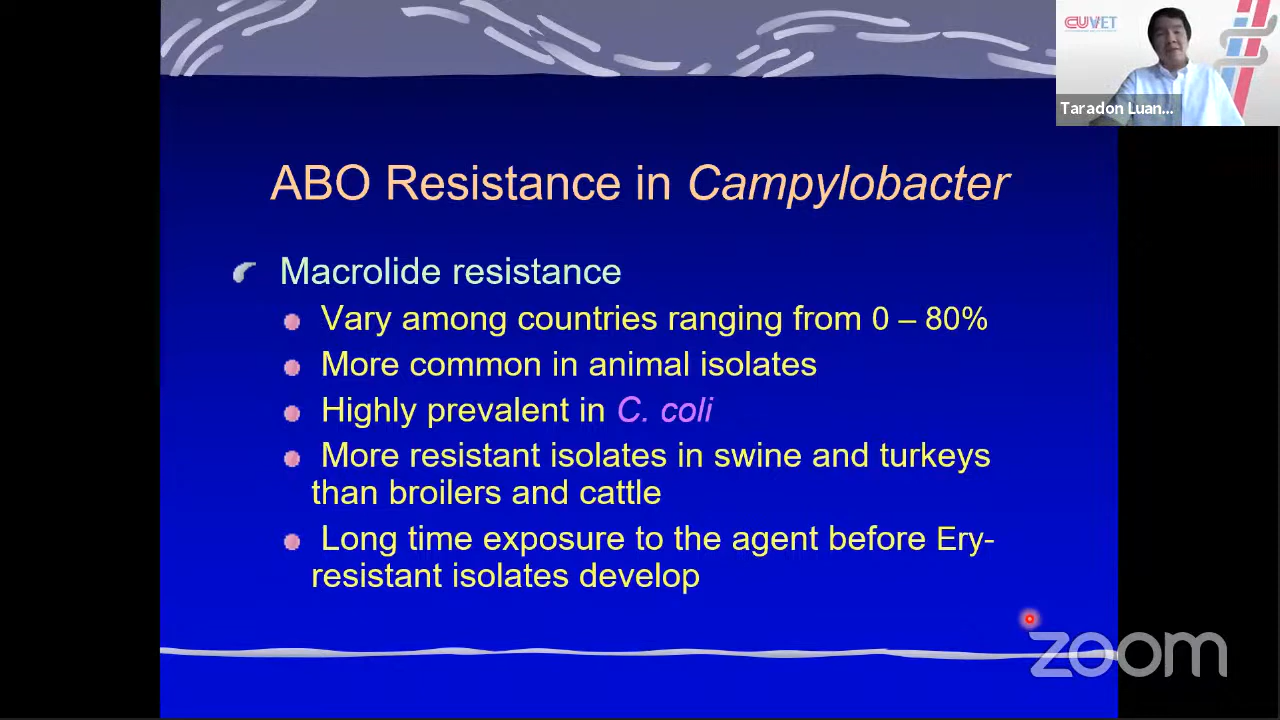 CUVET
Taradon Luan...
ABO Resistance in Campylobacter
Macrolide resistance
Vary among countries ranging from 0 – 80%
More common in animal isolates
Highly prevalent in C. coli
More resistant isolates in swine and turkeys
than broilers and cattle
Long time exposure to the agent before Ery-
resistant isolates develop
zoom